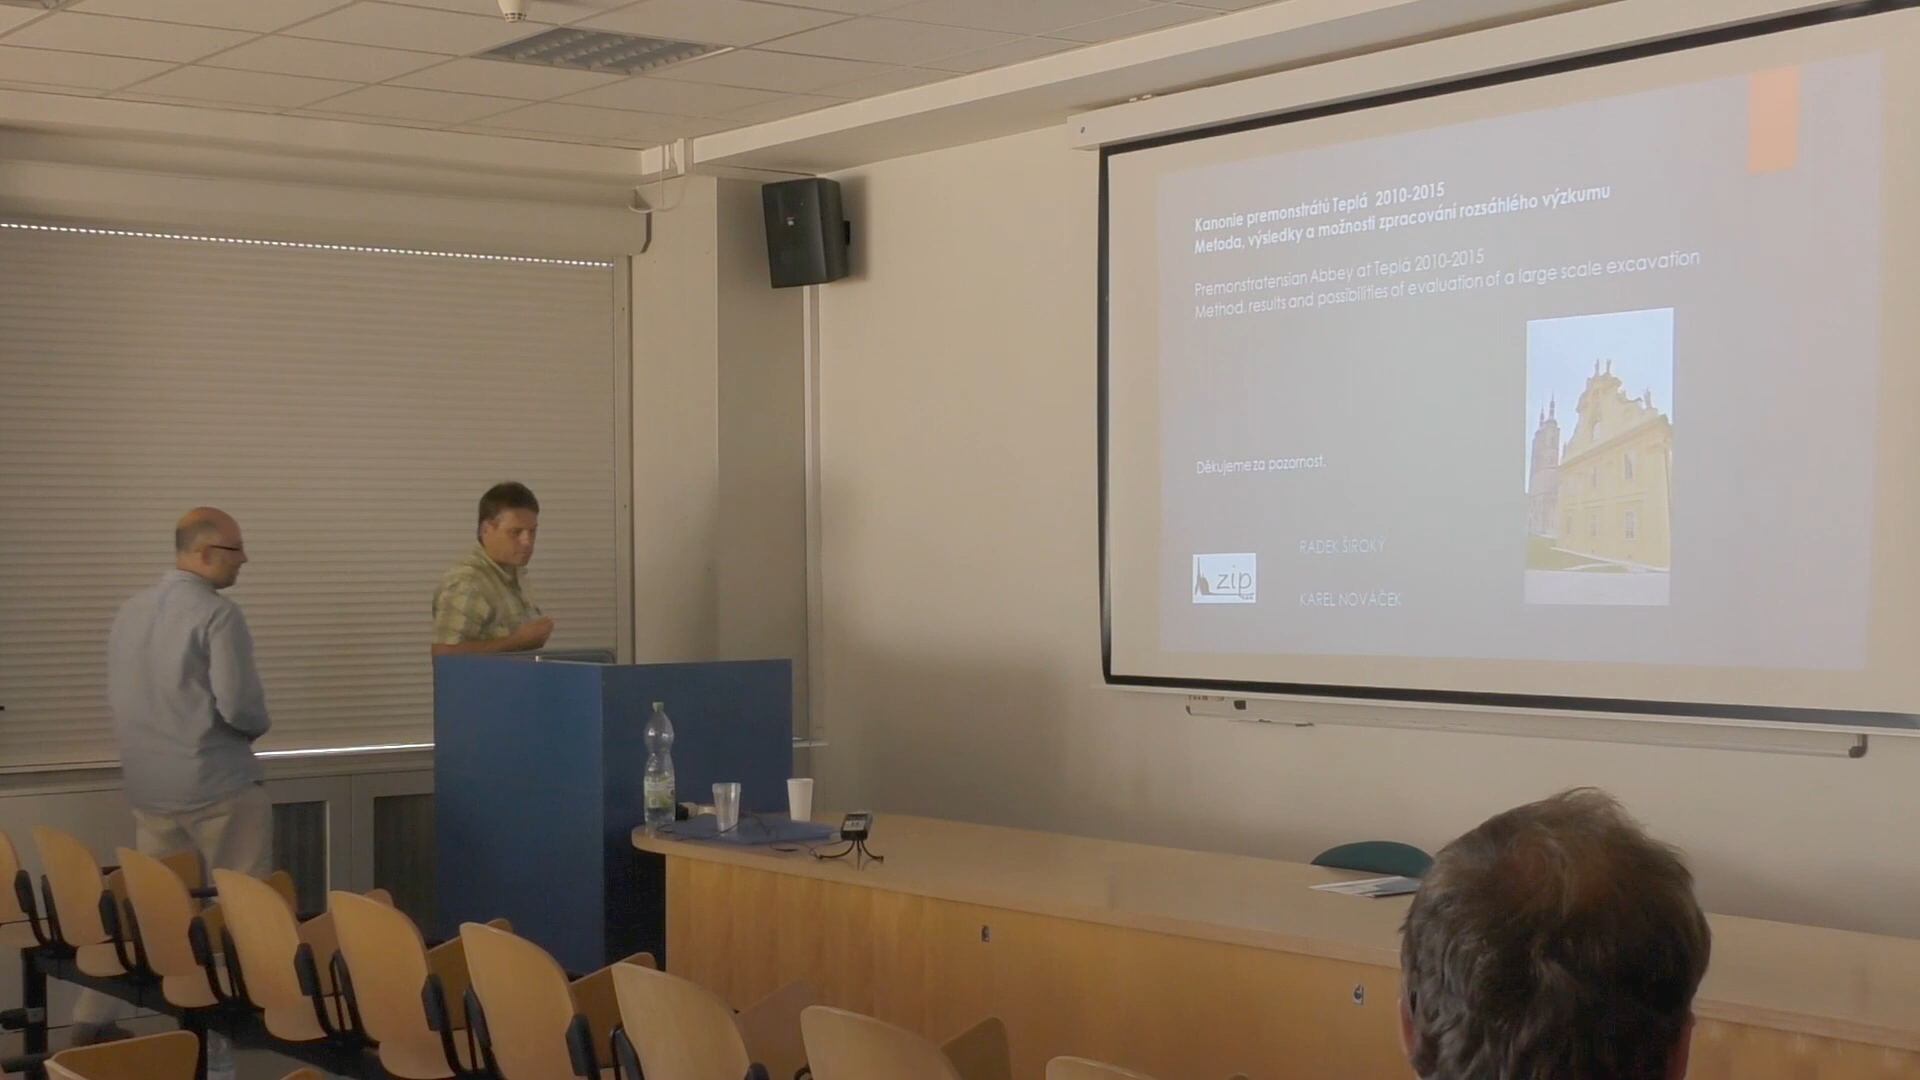 Kanonie premonstrátů Teplá 2010-2015
Metoda, výsledky a možnosti zpracování rozsáhlého výzkumu
Premonstratensian Abbey at Teplá 2010-2015
Method, results and possibilities of evaluation of a large scale excavation
Děkujeme za pozornost.
RADEK ŠIROKÝ
zip
KAREL NOVÁČEK